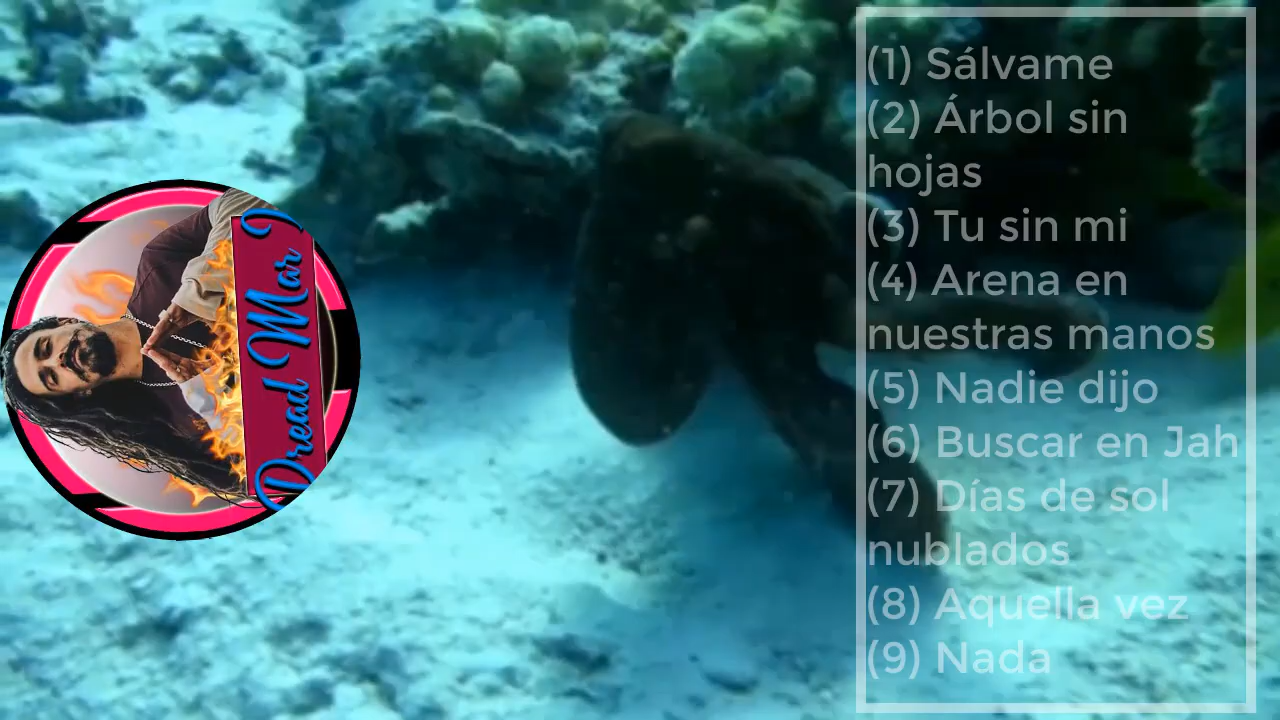 Dread Mar I
(1) Sálvame
(2) Árbol sin
hojas
(3) Tu sin mi
(4) Arena en
nuestras manos
(5) Nadie dijo
(6) Buscar en Jah
(7) Días de sol
nublados
(8) Aquella vez
(9) Nada